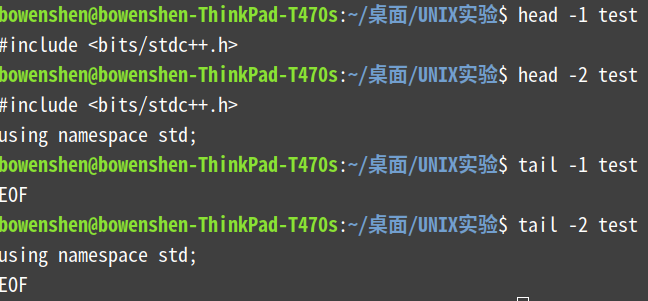 bowenshen@bowenshen-ThinkPad-T470s:~/桌面/UNIX实验$ head -1 test
#include <bits/stdc++.h>
bowenshen@bowenshen-ThinkPad-T470s:~/桌面/UNIX实验$ head -2 test
#include <bits/stdc++.h>
using namespace std;
bowenshen@bowenshen-ThinkPad-T470s:~/桌面/UNIX实验$ tail -1 test
EOF
bowenshen@bowenshen-ThinkPad-T470s:~/桌面/UNIX实验$ tail -2 test
using namespace std;
EOF